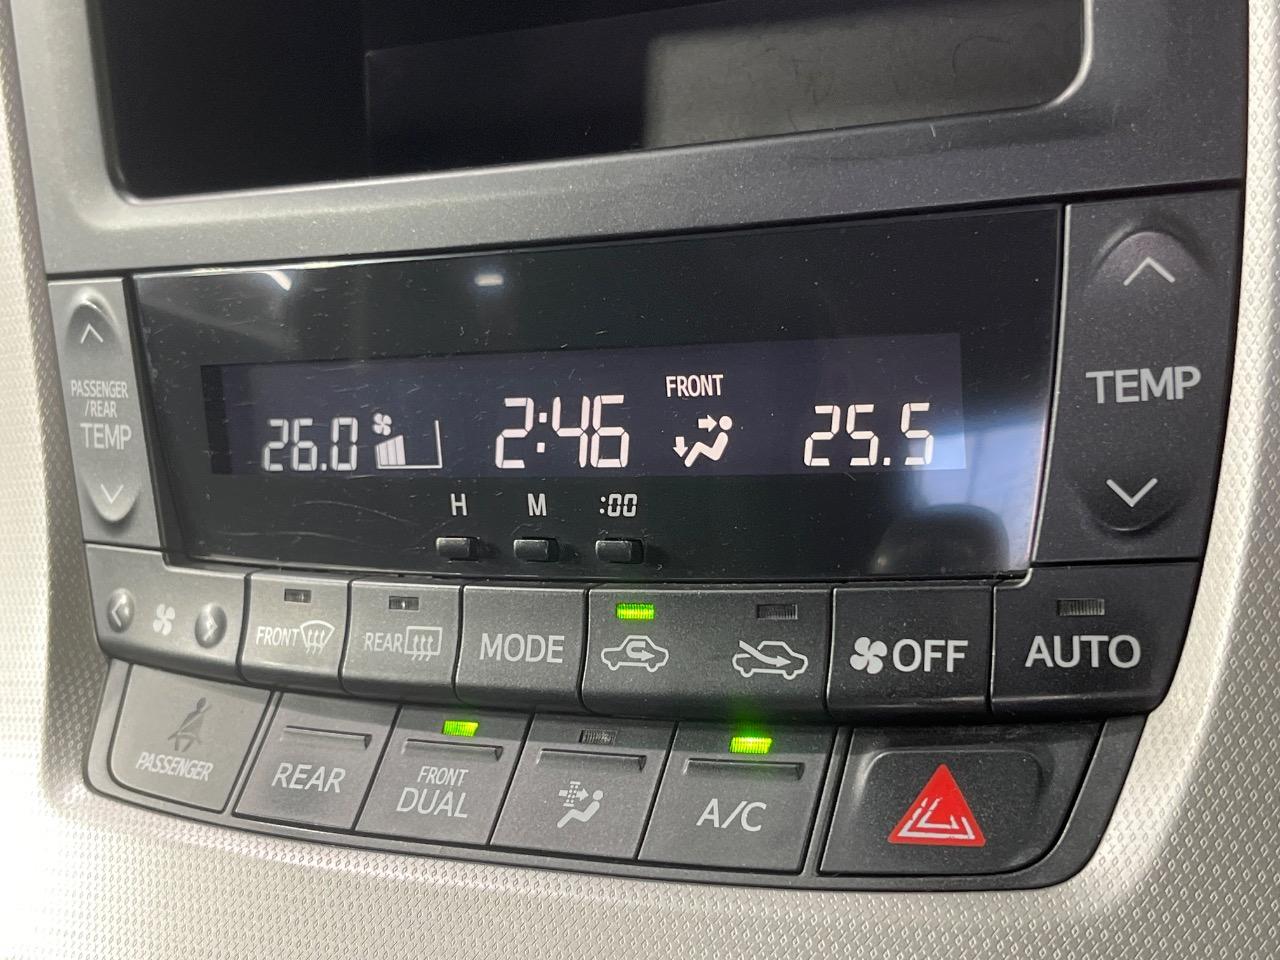 FRONT
26.0
2:46
25.5
PASSENGER
/REAR
TEMP
TEMP
H
M
:00
FRONT
REAR
MODE
OFF
AUTO
PASSENGER
REAR
FRONT
DUAL
A/C